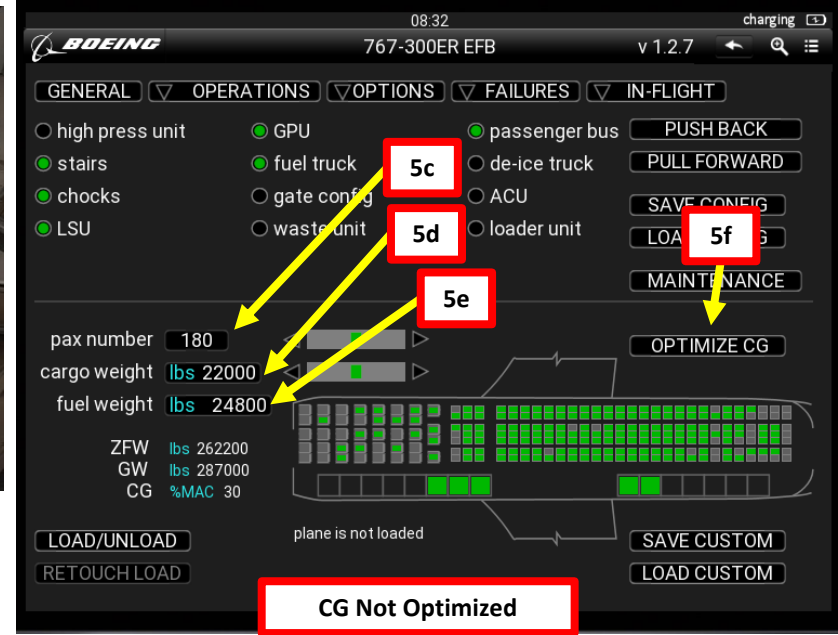 08:32 charging
BOEING 767-300ER EFB v 1.2.7
GENERAL OPERATIONS OPTIONS FAILURES IN-FLIGHT
high press unit GPU passenger bus PUSH BACK
stairs fuel truck 5c de-ice truck PULL FORWARD
chocks gate config ACU SAVE CONFIG
LSU waste unit 5d loader unit 5f
MAINTENANCE
5e
pax number 180 OPTIMIZE CG
cargo weight lbs 22000
fuel weight lbs 24800
ZFW lbs 262200
GW lbs 287000
CG %MAC 30
LOAD/UNLOAD plane is not loaded SAVE CUSTOM
RETOUCH LOAD LOAD CUSTOM
CG Not Optimized